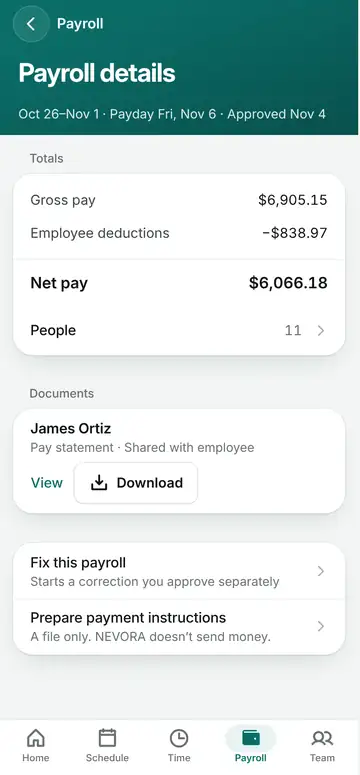 Payroll
Payroll details
Oct 26–Nov 1 · Payday Fri, Nov 6 · Approved Nov 4
Totals
Gross pay $6,905.15
Employee deductions −$838.97
Net pay $6,066.18
People 11
Documents
James Ortiz
Pay statement · Shared with employee
View Download
Fix this payroll
Starts a correction you approve separately
Prepare payment instructions
A file only. NEVORA doesn’t send money.
Home Schedule Time Payroll Team